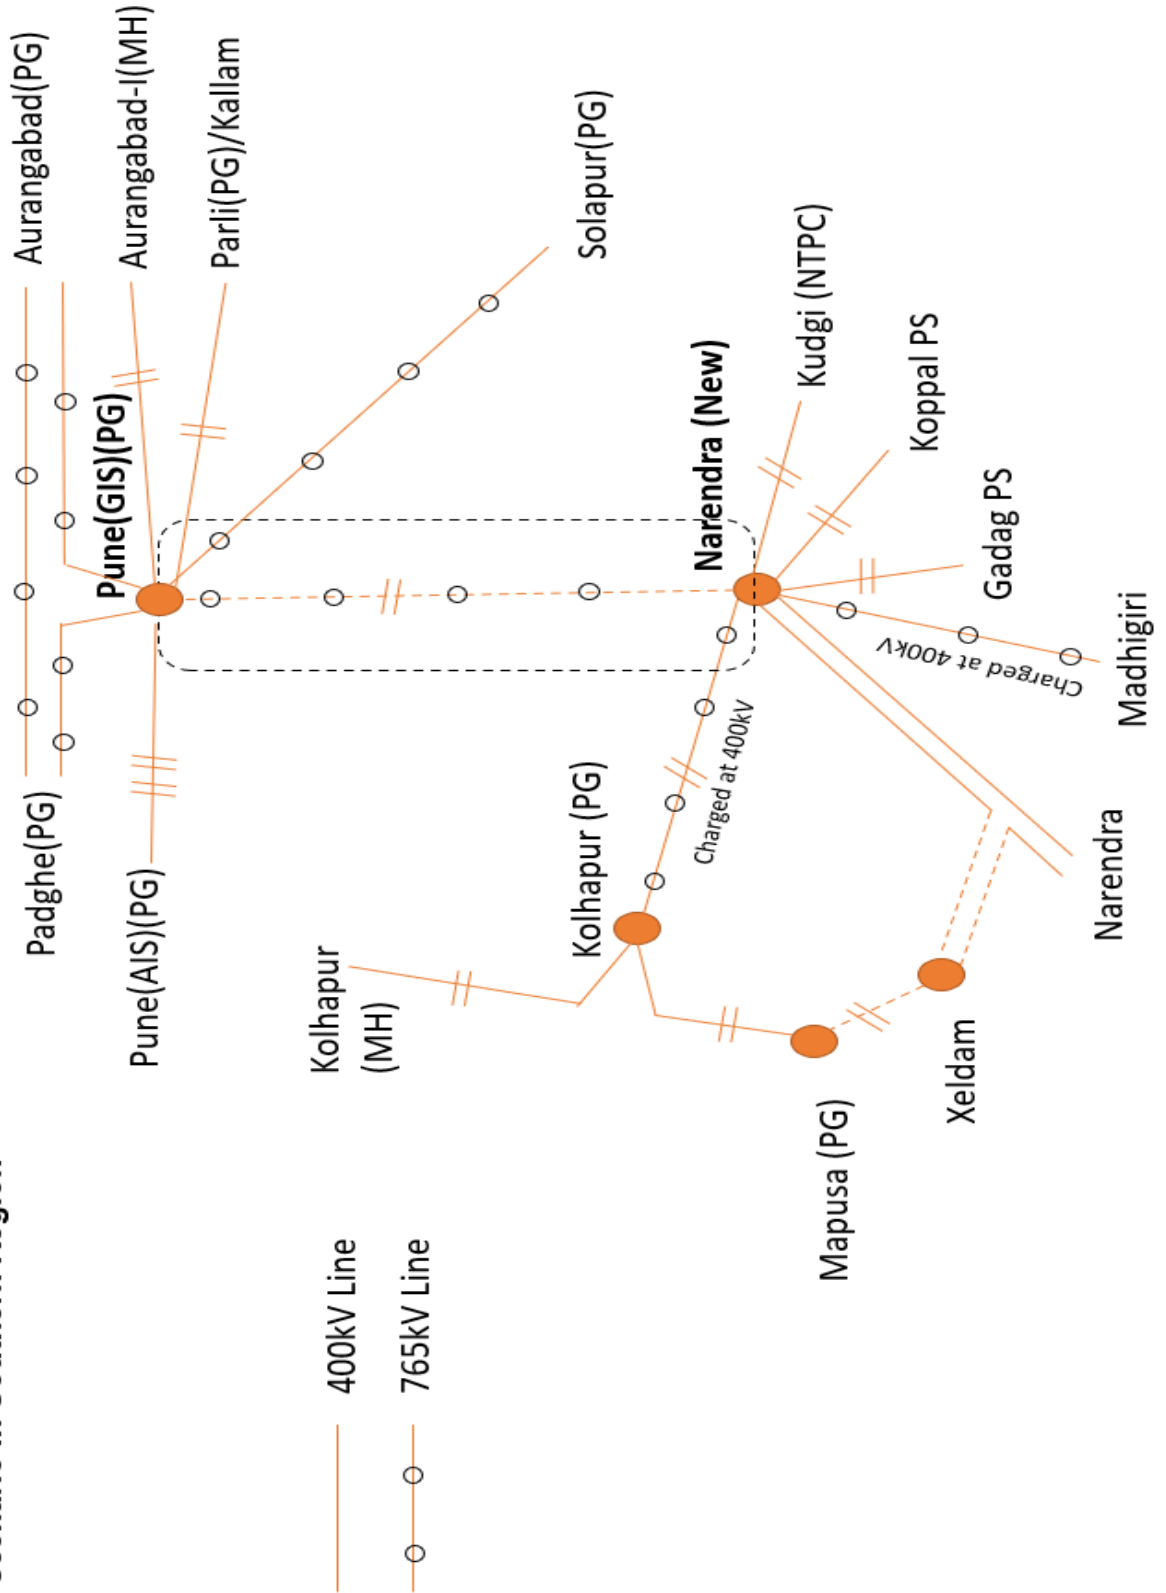 Aurangabad(PG)
Aurangabad-I(MH)
Parli(PG)/Kallam
Pune(GIS)(PG)
Padghe(PG)
Pune(AIS)(PG)
Solapur(PG)
Kolhapur
(MH)
Kolhapur (PG)
Charged at 400kV
Narendra (New)
Kudgi (NTPC)
Koppal PS
Gadag PS
Charged at 400kV
Madhigiri
Narendra
Xeldam
Mapusa (PG)
400kV Line
765kV Line